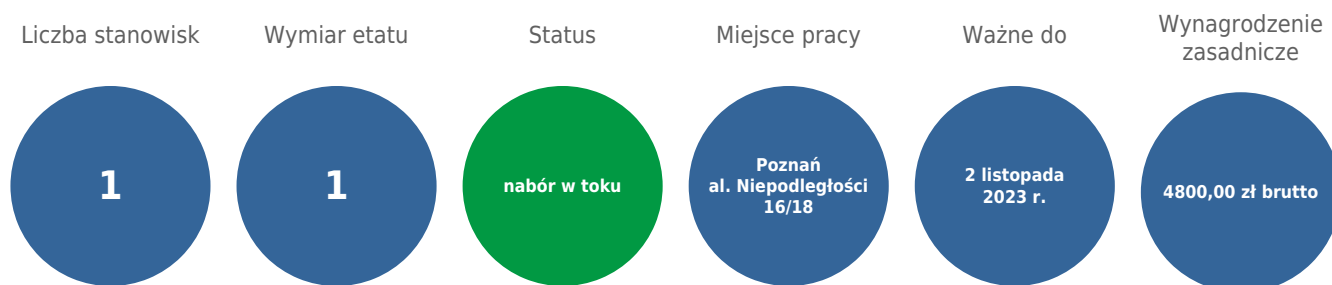 Liczba stanowisk
1
Wymiar etatu
1
Status
nabór w toku
Miejsce pracy
Poznań
al. Niepodległości
16/18
Ważne do
2 listopada
2023 r.
Wynagrodzenie
zasadnicze
4800,00 zł brutto